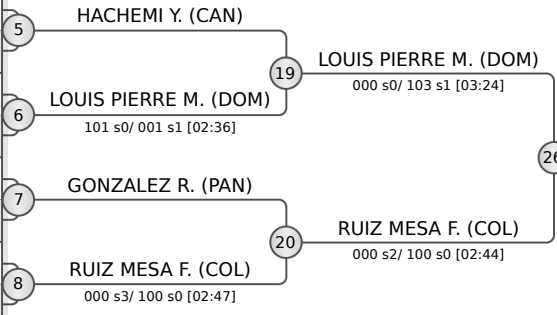 HACHEMI Y. (CAN)
5
19
LOUIS PIERRE M. (DOM)
000 s0/ 103 s1 [03:24]
LOUIS PIERRE M. (DOM)
6
101 s0/ 001 s1 [02:36]
26
GONZALEZ R. (PAN)
7
20
RUIZ MESA F. (COL)
000 s2/ 100 s0 [02:44]
RUIZ MESA F. (COL)
8
000 s3/ 100 s0 [02:47]